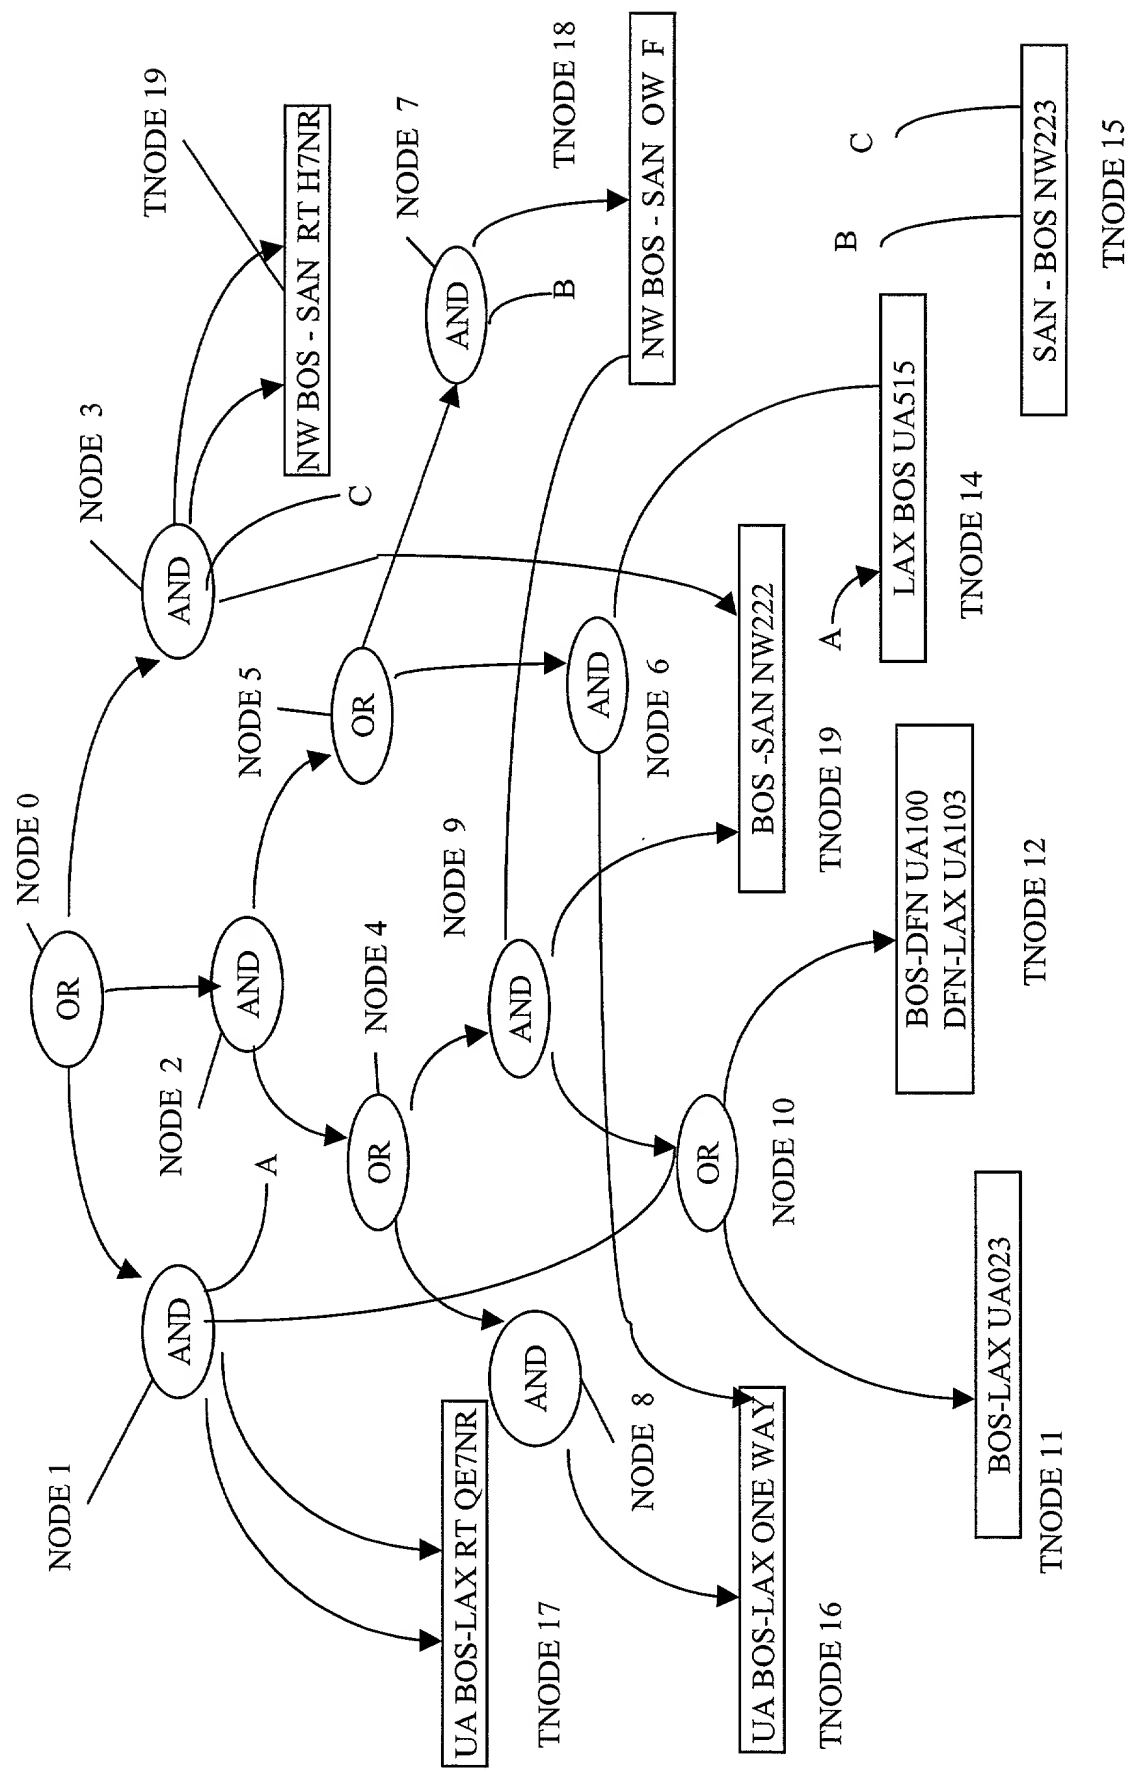 NODE 0
OR
NODE 1
AND
NODE 2
AND
NODE 3
AND
TNODE 19
NW BOS - SAN RT H7NR
A
C
NODE 4
OR
NODE 5
OR
NODE 7
AND
B
UA BOS-LAX RT QE7NR
TNODE 17
AND
NODE 8
NODE 9
AND
AND
NODE 6
TNODE 18
NW BOS - SAN OW F
UA BOS-LAX ONE WAY
TNODE 16
OR
NODE 10
BOS -SAN NW222
TNODE 19
A
LAX BOS UA515
TNODE 14
B
C
BOS-LAX UA023
TNODE 11
BOS-DFN UA100
DFN-LAX UA103
TNODE 12
SAN - BOS NW223
TNODE 15